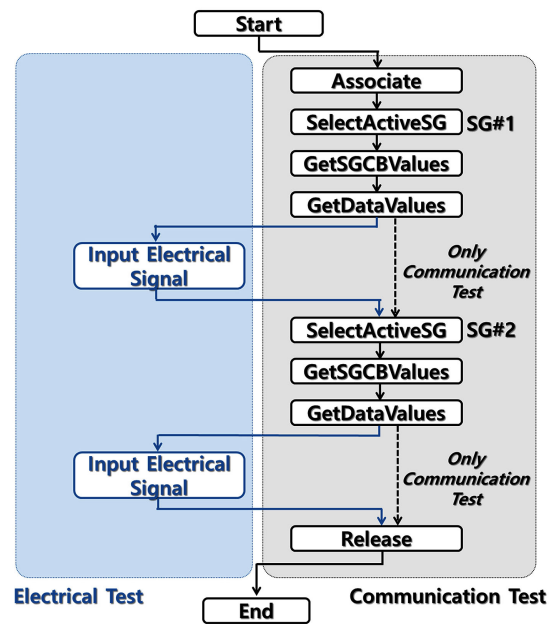 Start
Associate
SelectActiveSG SG#1
GetSGCBValues
GetDataValues
Input Electrical
Signal
Only
Communication
Test
SelectActiveSG SG#2
GetSGCBValues
GetDataValues
Input Electrical
Signal
Only
Communication
Test
Release
Electrical Test
Communication Test
End